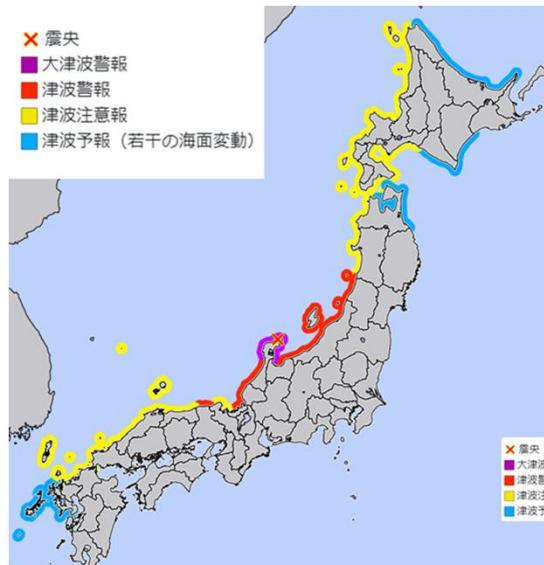 震央
大津波警報
津波警報
津波注意報
津波予報（若干の海面変動）
震央
大津波
津波警
津波注
津波予